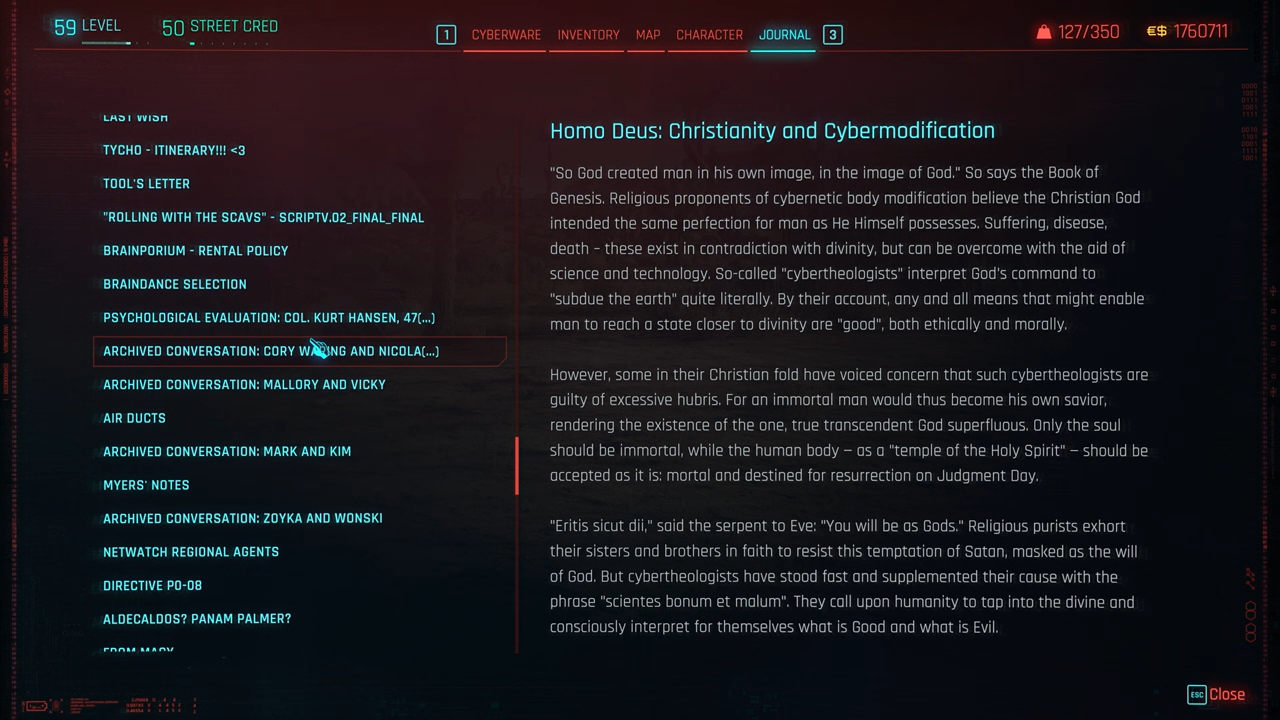 59 LEVEL
50 STREET CRED
1 CYBERWARE INVENTORY MAP CHARACTER JOURNAL 3
127/350
€$ 1760711
LAST WISH
TYCHO - ITINERARY!!! <3
TOOL'S LETTER
"ROLLING WITH THE SCAVS" - SCRIPTV.02_FINAL_FINAL
BRAINPORIUM - RENTAL POLICY
BRAINDANCE SELECTION
PSYCHOLOGICAL EVALUATION: COL. KURT HANSEN, 47(...)
ARCHIVED CONVERSATION: CORY WARING AND NICOLA(...)
ARCHIVED CONVERSATION: MALLORY AND VICKY
AIR DUCTS
ARCHIVED CONVERSATION: MARK AND KIM
MYERS' NOTES
ARCHIVED CONVERSATION: ZOYKA AND WONSKI
NETWATCH REGIONAL AGENTS
DIRECTIVE PO-08
ALDECALDOS? PANAM PALMER?
Homo Deus: Christianity and Cybermodification
"So God created man in his own image, in the image of God." So says the Book of
Genesis. Religious proponents of cybernetic body modification believe the Christian God
intended the same perfection for man as He Himself possesses. Suffering, disease,
death – these exist in contradiction with divinity, but can be overcome with the aid of
science and technology. So-called "cybertheologists" interpret God's command to
"subdue the earth" quite literally. By their account, any and all means that might enable
man to reach a state closer to divinity are "good", both ethically and morally.
However, some in their Christian fold have voiced concern that such cybertheologists are
guilty of excessive hubris. For an immortal man would thus become his own savior,
rendering the existence of the one, true transcendent God superfluous. Only the soul
should be immortal, while the human body — as a "temple of the Holy Spirit" — should be
accepted as it is: mortal and destined for resurrection on Judgment Day.
"Eritis sicut dii," said the serpent to Eve; "You will be as Gods." Religious purists exhort
their sisters and brothers in faith to resist this temptation of Satan, masked as the will
of God. But cybertheologists have stood fast and supplemented their cause with the
phrase "scientes bonum et malum". They call upon humanity to tap into the divine and
consciously interpret for themselves what is Good and what is Evil.
ESC Close